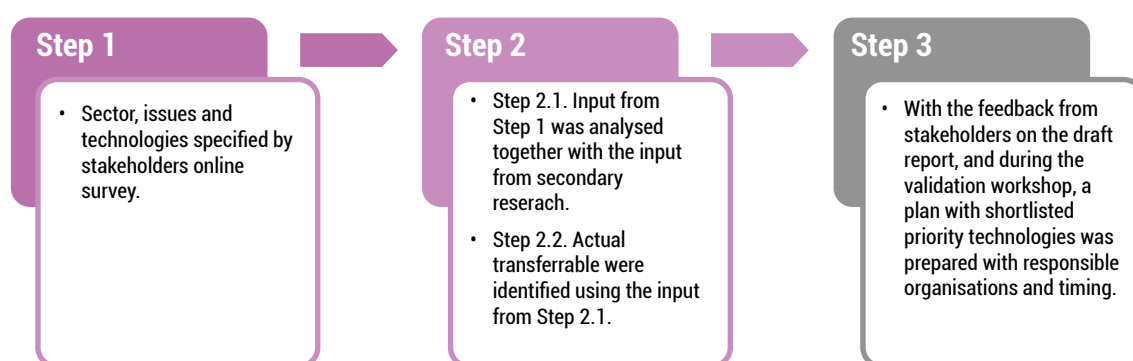 Step 1
• Sector, issues and
technologies specified by
stakeholders online
survey.
Step 2
• Step 2.1. Input from
Step 1 was analysed
together with the input
from secondary
reserach.
• Step 2.2. Actual
transferrable were
identified using the input
from Step 2.1.
Step 3
• With the feedback from
stakeholders on the draft
report, and during the
validation workshop, a
plan with shortlisted
priority technologies was
prepared with responsible
organisations and timing.